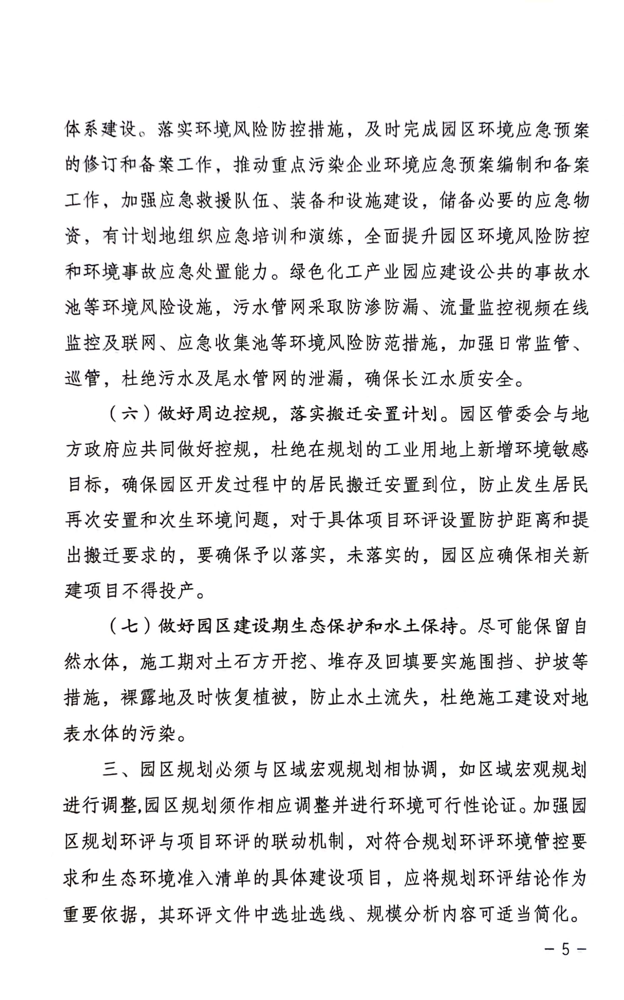 体系建设。落实环境风险防控措施，及时完成园区环境应急预案
的修订和备案工作，推动重点污染企业环境应急预案编制和备案
工作，加强应急救援队伍、装备和设施建设，储备必要的应急物
资，有计划地组织应急培训和演练，全面提升园区环境风险防控
和环境事故应急处置能力。绿色化工产业园应建设公共的事故水
池等环境风险设施，污水管网采取防渗防漏、流量监控视频在线
监控及联网、应急收集池等环境风险防范措施，加强日常监管、
巡管，杜绝污水及尾水管网的泄漏，确保长江水质安全。
（六）做好周边控规，落实搬迁安置计划。园区管委会与地
方政府应共同做好控规，杜绝在规划的工业用地上新增环境敏感
目标，确保园区开发过程中的居民搬迁安置到位，防止发生居民
再次安置和次生环境问题，对于具体项目环评设置防护距离和提
出搬迁要求的，要确保予以落实，未落实的，园区应确保相关新
建项目不得投产。
（七）做好园区建设期生态保护和水土保持。尽可能保留自
然水体，施工期对土石方开挖、堆存及回填要实施围挡、护坡等
措施，裸露地及时恢复植被，防止水土流失，杜绝施工建设对地
表水体的污染。
三、园区规划必须与区域宏观规划相协调，如区域宏观规划
进行调整,园区规划须作相应调整并进行环境可行性论证。加强园
区规划环评与项目环评的联动机制，对符合规划环评环境管控要
求和生态环境准入清单的具体建设项目，应将规划环评结论作为
重要依据，其环评文件中选址选线、规模分析内容可适当简化。
- 5 -